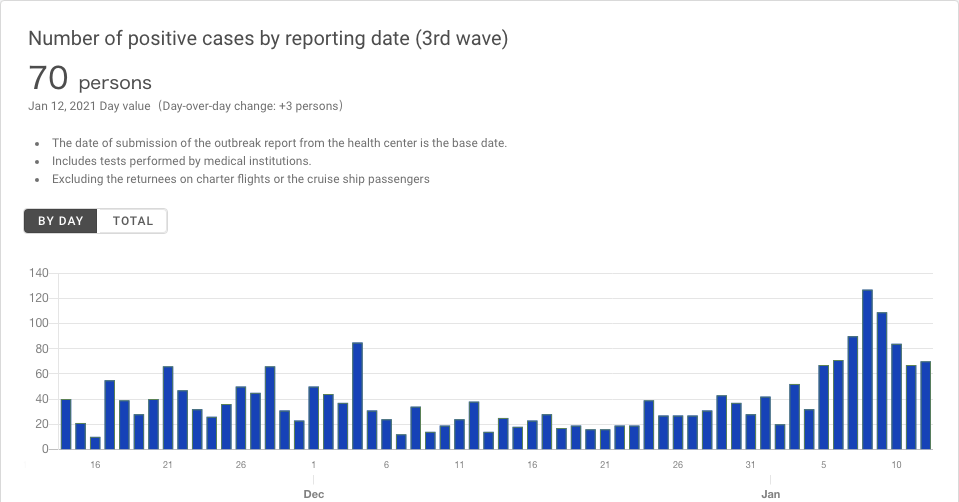 Number of positive cases by reporting date (3rd wave)
70 persons
Jan 12, 2021 Day value（Day-over-day change: +3 persons）
• The date of submission of the outbreak report from the health center is the base date.
• Includes tests performed by medical institutions.
• Excluding the returnees on charter flights or the cruise ship passengers
BY DAY TOTAL
140
120
100
80
60
40
20
0
16 21 26 1 6 11 16 21 26 31 5 10
Dec Jan